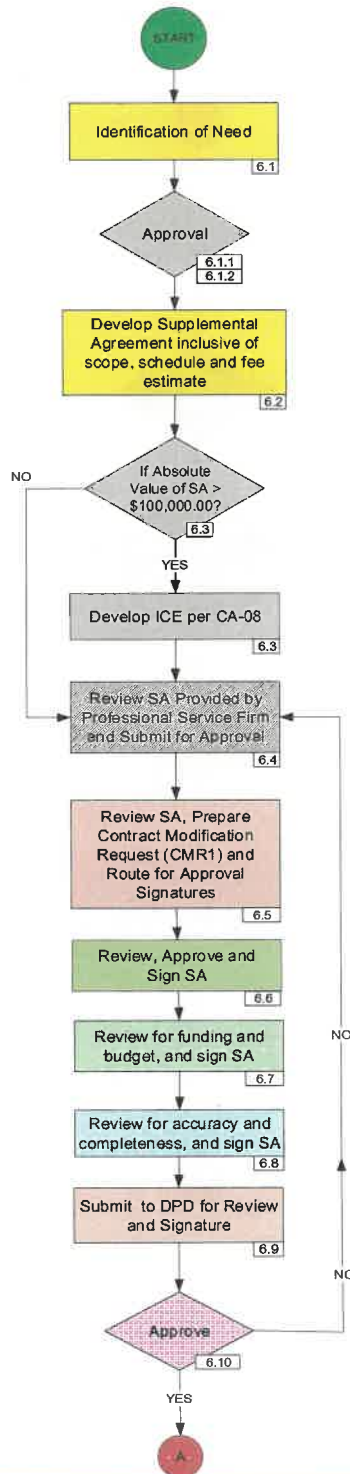 START
Identification of Need
6.1
Approval
6.1.1
6.1.2
Develop Supplemental
Agreement inclusive of
scope, schedule and fee
estimate
6.2
If Absolute
Value of SA >
$100,000.00?
6.3
NO
YES
Develop ICE per CA-08
6.3
Review SA Provided by
Professional Service Firm
and Submit for Approval
6.4
Review SA, Prepare
Contract Modification
Request (CMR1) and
Route for Approval
Signatures
6.5
Review, Approve and
Sign SA
6.6
Review for funding and
budget, and sign SA
6.7
NO
Review for accuracy and
completeness, and sign SA
6.8
Submit to DPD for Review
and Signature
6.9
NO
Approve
6.10
YES
A